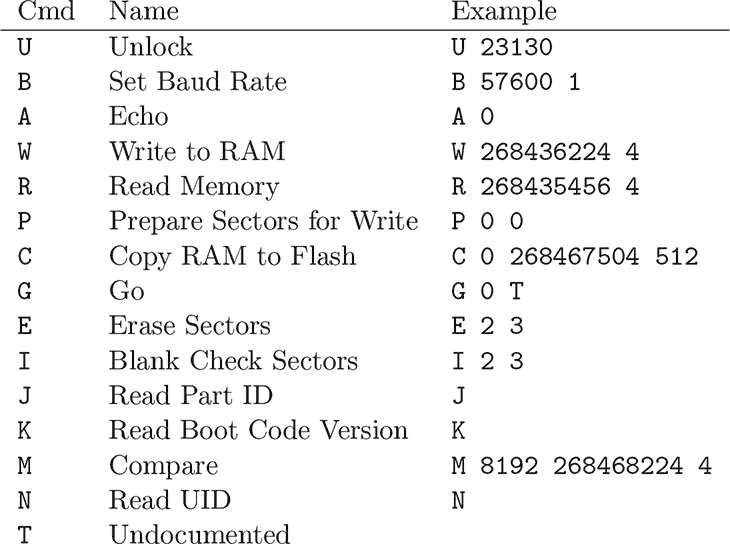 Cmd Name Example
U Unlock U 23130
B Set Baud Rate B 57600 1
A Echo A 0
W Write to RAM W 268436224 4
R Read Memory R 268435456 4
P Prepare Sectors for Write P 0 0
C Copy RAM to Flash C 0 268467504 512
G Go G 0 T
E Erase Sectors E 2 3
I Blank Check Sectors I 2 3
J Read Part ID J
K Read Boot Code Version K
M Compare M 8192 268468224 4
N Read UID N
T Undocumented